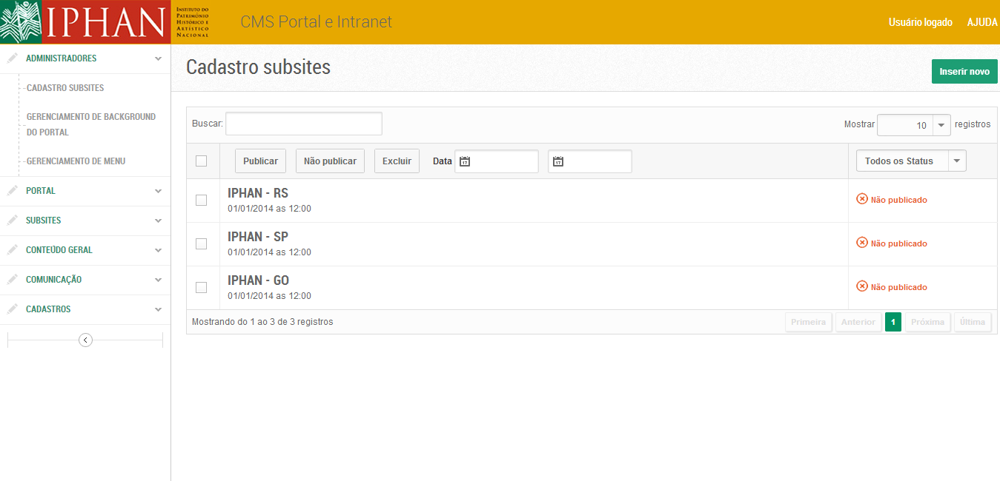 IPHAN
INSTITUTO DO
PATRIMÔNIO
HISTÓRICO E
ARTÍSTICO
NACIONAL
CMS Portal e Intranet
Usuário logado AJUDA
ADMINISTRADORES
CADASTRO SUBSITES
GERENCIAMENTO DE BACKGROUND
DO PORTAL
GERENCIAMENTO DE MENU
PORTAL
SUBSITES
CONTEÚDO GERAL
COMUNICAÇÃO
CADASTROS
Cadastro subsites
Inserir novo
Buscar:
Mostrar 10 registros
Publicar Não publicar Excluir Data 17 17 Todos os Status
IPHAN - RS
01/01/2014 as 12:00
Não publicado
IPHAN - SP
01/01/2014 as 12:00
Não publicado
IPHAN - GO
01/01/2014 as 12:00
Não publicado
Mostrando do 1 ao 3 de 3 registros
Primeira Anterior 1 Próxima Última